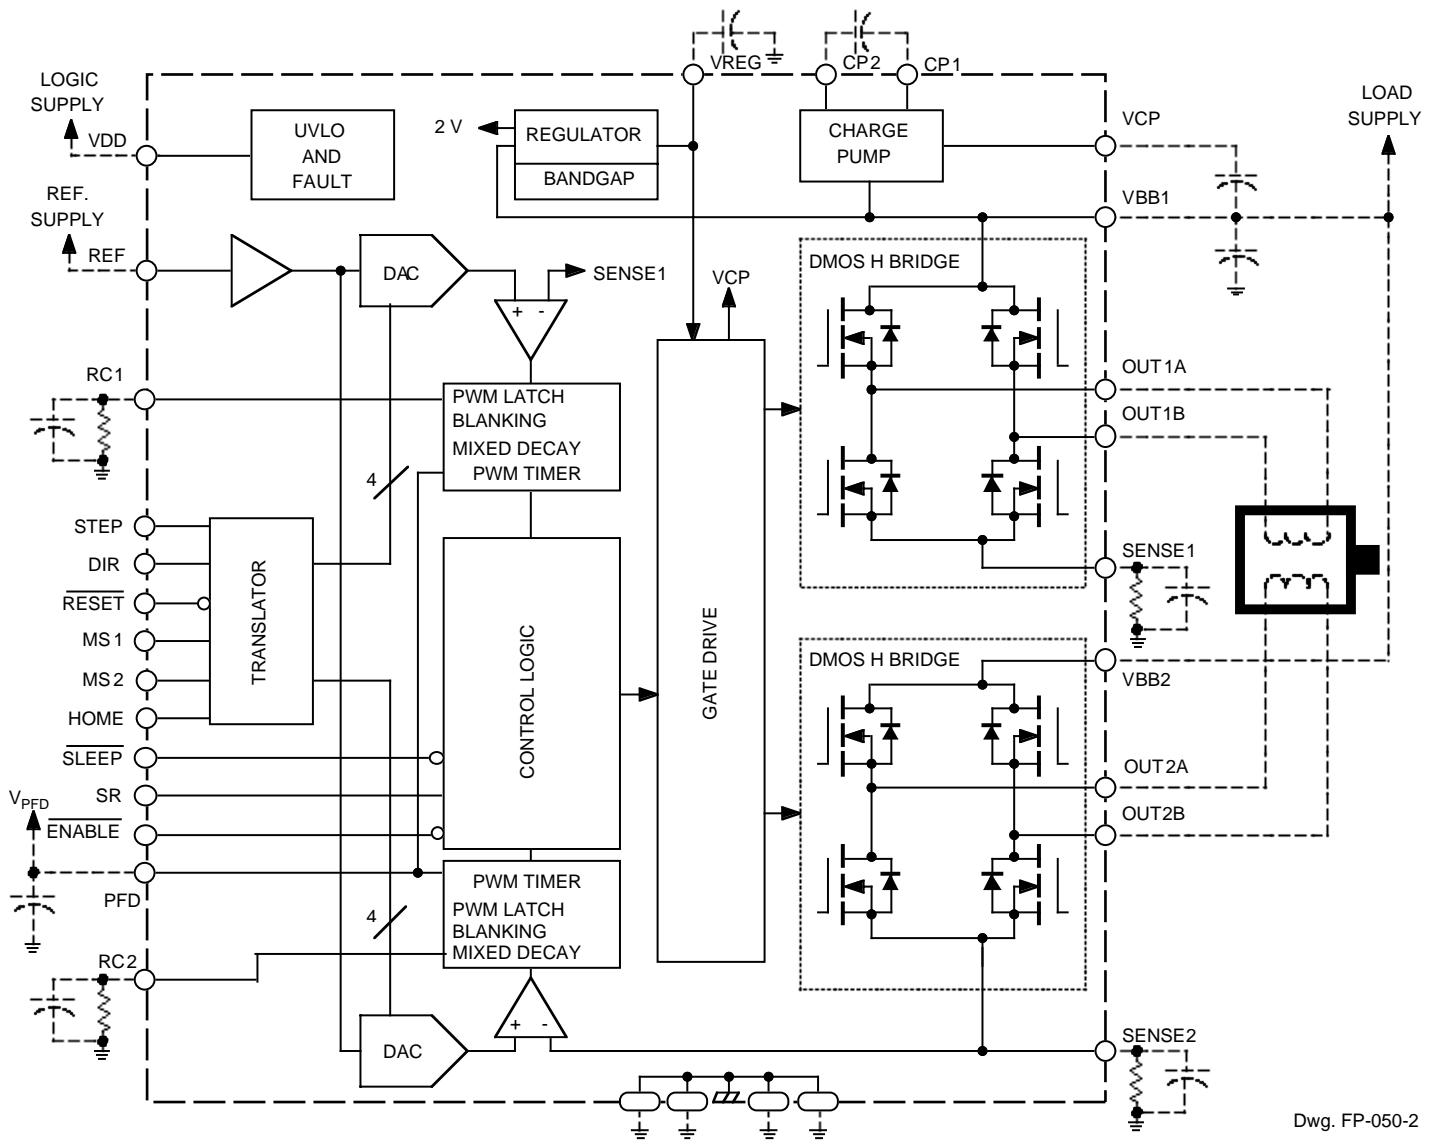 VREG
CP2
CP1
LOGIC
SUPPLY
VDD
UVLO
AND
FAULT
2 V
REGULATOR
BANDGAP
CHARGE
PUMP
VCP
LOAD
SUPPLY
VBB1
REF.
SUPPLY
REF
DAC
+ -
SENSE1
VCP
DMOS H BRIDGE
RC1
PWM LATCH
BLANKING
MIXED DECAY
PWM TIMER
OUT1A
OUT1B
4
STEP
DIR
RESET
MS1
MS2
HOME
TRANSLATOR
SLEEP
SR
ENABLE
VPFD
PFD
CONTROL LOGIC
GATE DRIVE
SENSE1
DMOS H BRIDGE
VBB2
OUT2A
OUT2B
PWM TIMER
PWM LATCH
BLANKING
MIXED DECAY
4
RC2
DAC
+ -
SENSE2
Dwg. FP-050-2